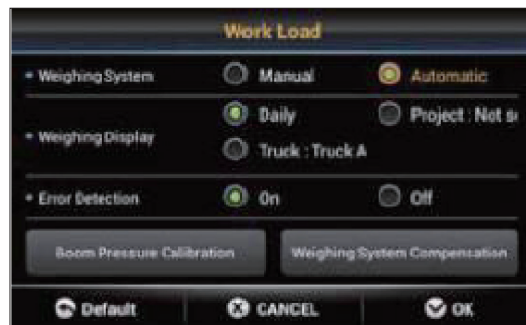 Work Load
Weighing System Manual Automatic
Daily Project : Not
Weighing Display
Truck : Truck A
Error Detection On Off
Boom Pressure Calibration Weighing System Compensation
Default CANCEL OK